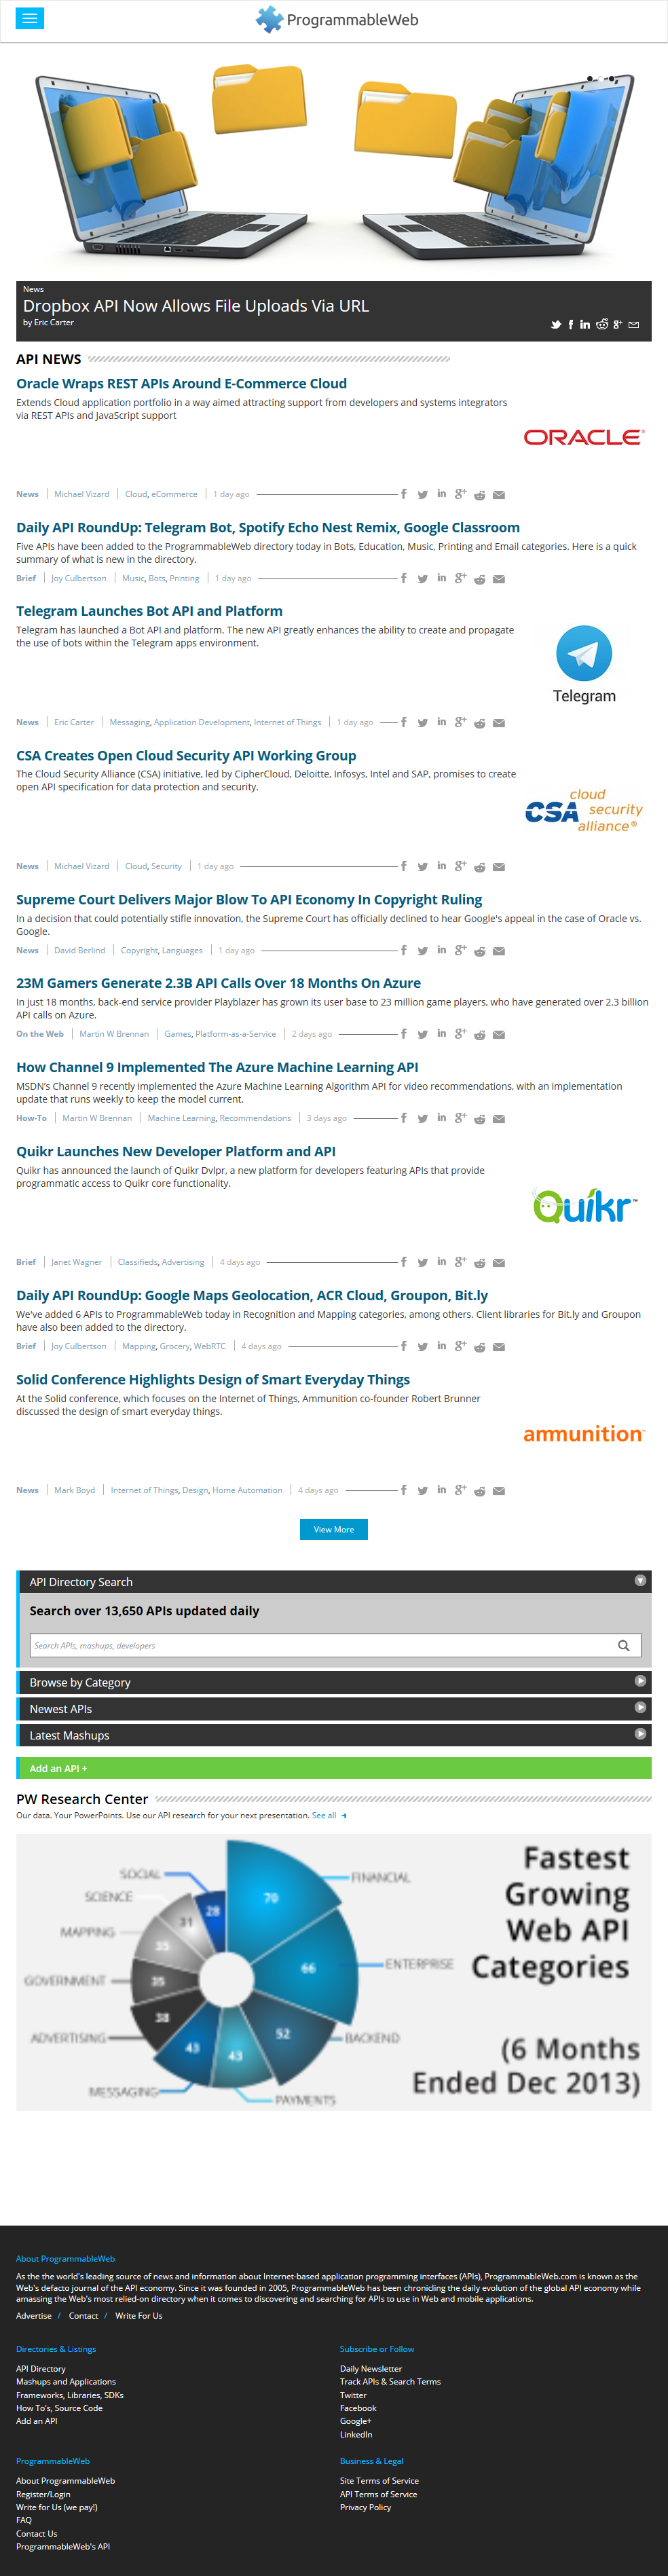 ProgrammableWeb
News
Dropbox API Now Allows File Uploads Via URL
by Eric Carter
API NEWS
Oracle Wraps REST APIs Around E-Commerce Cloud
Extends Cloud application portfolio in a way aimed attracting support from developers and systems integrators
via REST APIs and JavaScript support
ORACLE
News Michael Vizard Cloud, eCommerce 1 day ago
Daily API RoundUp: Telegram Bot, Spotify Echo Nest Remix, Google Classroom
Five APIs have been added to the ProgrammableWeb directory today in Bots, Education, Music, Printing and Email categories. Here is a quick
summary of what is new in the directory.
Brief Joy Culbertson Music, Bots, Printing 1 day ago
Telegram Launches Bot API and Platform
Telegram has launched a Bot API and platform. The new API greatly enhances the ability to create and propagate
the use of bots within the Telegram apps environment.
Telegram
News Eric Carter Messaging, Application Development, Internet of Things 1 day ago
CSA Creates Open Cloud Security API Working Group
The Cloud Security Alliance (CSA) initiative, led by CipherCloud, Deloitte, Infosys, Intel and SAP, promises to create
open API specification for data protection and security.
cloud
CSA security
alliance®
News Michael Vizard Cloud, Security 1 day ago
Supreme Court Delivers Major Blow To API Economy In Copyright Ruling
In a decision that could potentially stifle innovation, the Supreme Court has officially declined to hear Google's appeal in the case of Oracle vs.
Google.
News David Berlind Copyright, Languages 1 day ago
23M Gamers Generate 2.3B API Calls Over 18 Months On Azure
In just 18 months, back-end service provider Playblazer has grown its user base to 23 million game players, who have generated over 2.3 billion
API calls on Azure.
On the Web Martin W Brennan Games, Platform-as-a-Service 2 days ago
How Channel 9 Implemented The Azure Machine Learning API
MSDN's Channel 9 recently implemented the Azure Machine Learning Algorithm API for video recommendations, with an implementation
update that runs weekly to keep the model current.
How-To Martin W Brennan Machine Learning, Recommendations 3 days ago
Quikr Launches New Developer Platform and API
Quikr has announced the launch of Quikr Dvlpr, a new platform for developers featuring APIs that provide
programmatic access to Quikr core functionality.
Quikr™
Brief Janet Wagner Classifieds, Advertising 4 days ago
Daily API RoundUp: Google Maps Geolocation, ACR Cloud, Groupon, Bit.ly
We've added 6 APIs to ProgrammableWeb today in Recognition and Mapping categories, among others. Client libraries for Bit.ly and Groupon
have also been added to the directory.
Brief Joy Culbertson Mapping, Grocery, WebRTC 4 days ago
Solid Conference Highlights Design of Smart Everyday Things
At the Solid conference, which focuses on the Internet of Things, Ammunition co-founder Robert Brunner
discussed the design of smart everyday things.
ammunition
News Mark Boyd Internet of Things, Design, Home Automation 4 days ago
View More
API Directory Search
Search over 13,650 APIs updated daily
Search APIs, mashups, developers
Browse by Category
Newest APIs
Latest Mashups
Add an API +
PW Research Center
Our data. Your PowerPoints. Use our API research for your next presentation. See all
Fastest
Growing
Web API
Categories
(6 Months
Ended Dec 2013)
SOCIAL 28
SCIENCE 31
MAPPING 35
GOVERNMENT 35
ADVERTISING 38
MESSAGING 43
PAYMENTS 43
BACKEND 52
ENTERPRISE 66
FINANCIAL 70
About ProgrammableWeb
As the the world's leading source of news and information about Internet-based application programming interfaces (APIs), ProgrammableWeb.com is known as the
Web's defacto journal of the API economy. Since it was founded in 2005, ProgrammableWeb has been chronicling the daily evolution of the global API economy while
amassing the Web's most relied-on directory when it comes to discovering and searching for APIs to use in Web and mobile applications.
Advertise / Contact / Write For Us
Directories & Listings
API Directory
Mashups and Applications
Frameworks, Libraries, SDKs
How To's, Source Code
Add an API
Subscribe or Follow
Daily Newsletter
Track APIs & Search Terms
Twitter
Facebook
Google+
LinkedIn
ProgrammableWeb
About ProgrammableWeb
Register/Login
Write for Us (we pay!)
FAQ
Contact Us
ProgrammableWeb's API
Business & Legal
Site Terms of Service
API Terms of Service
Privacy Policy